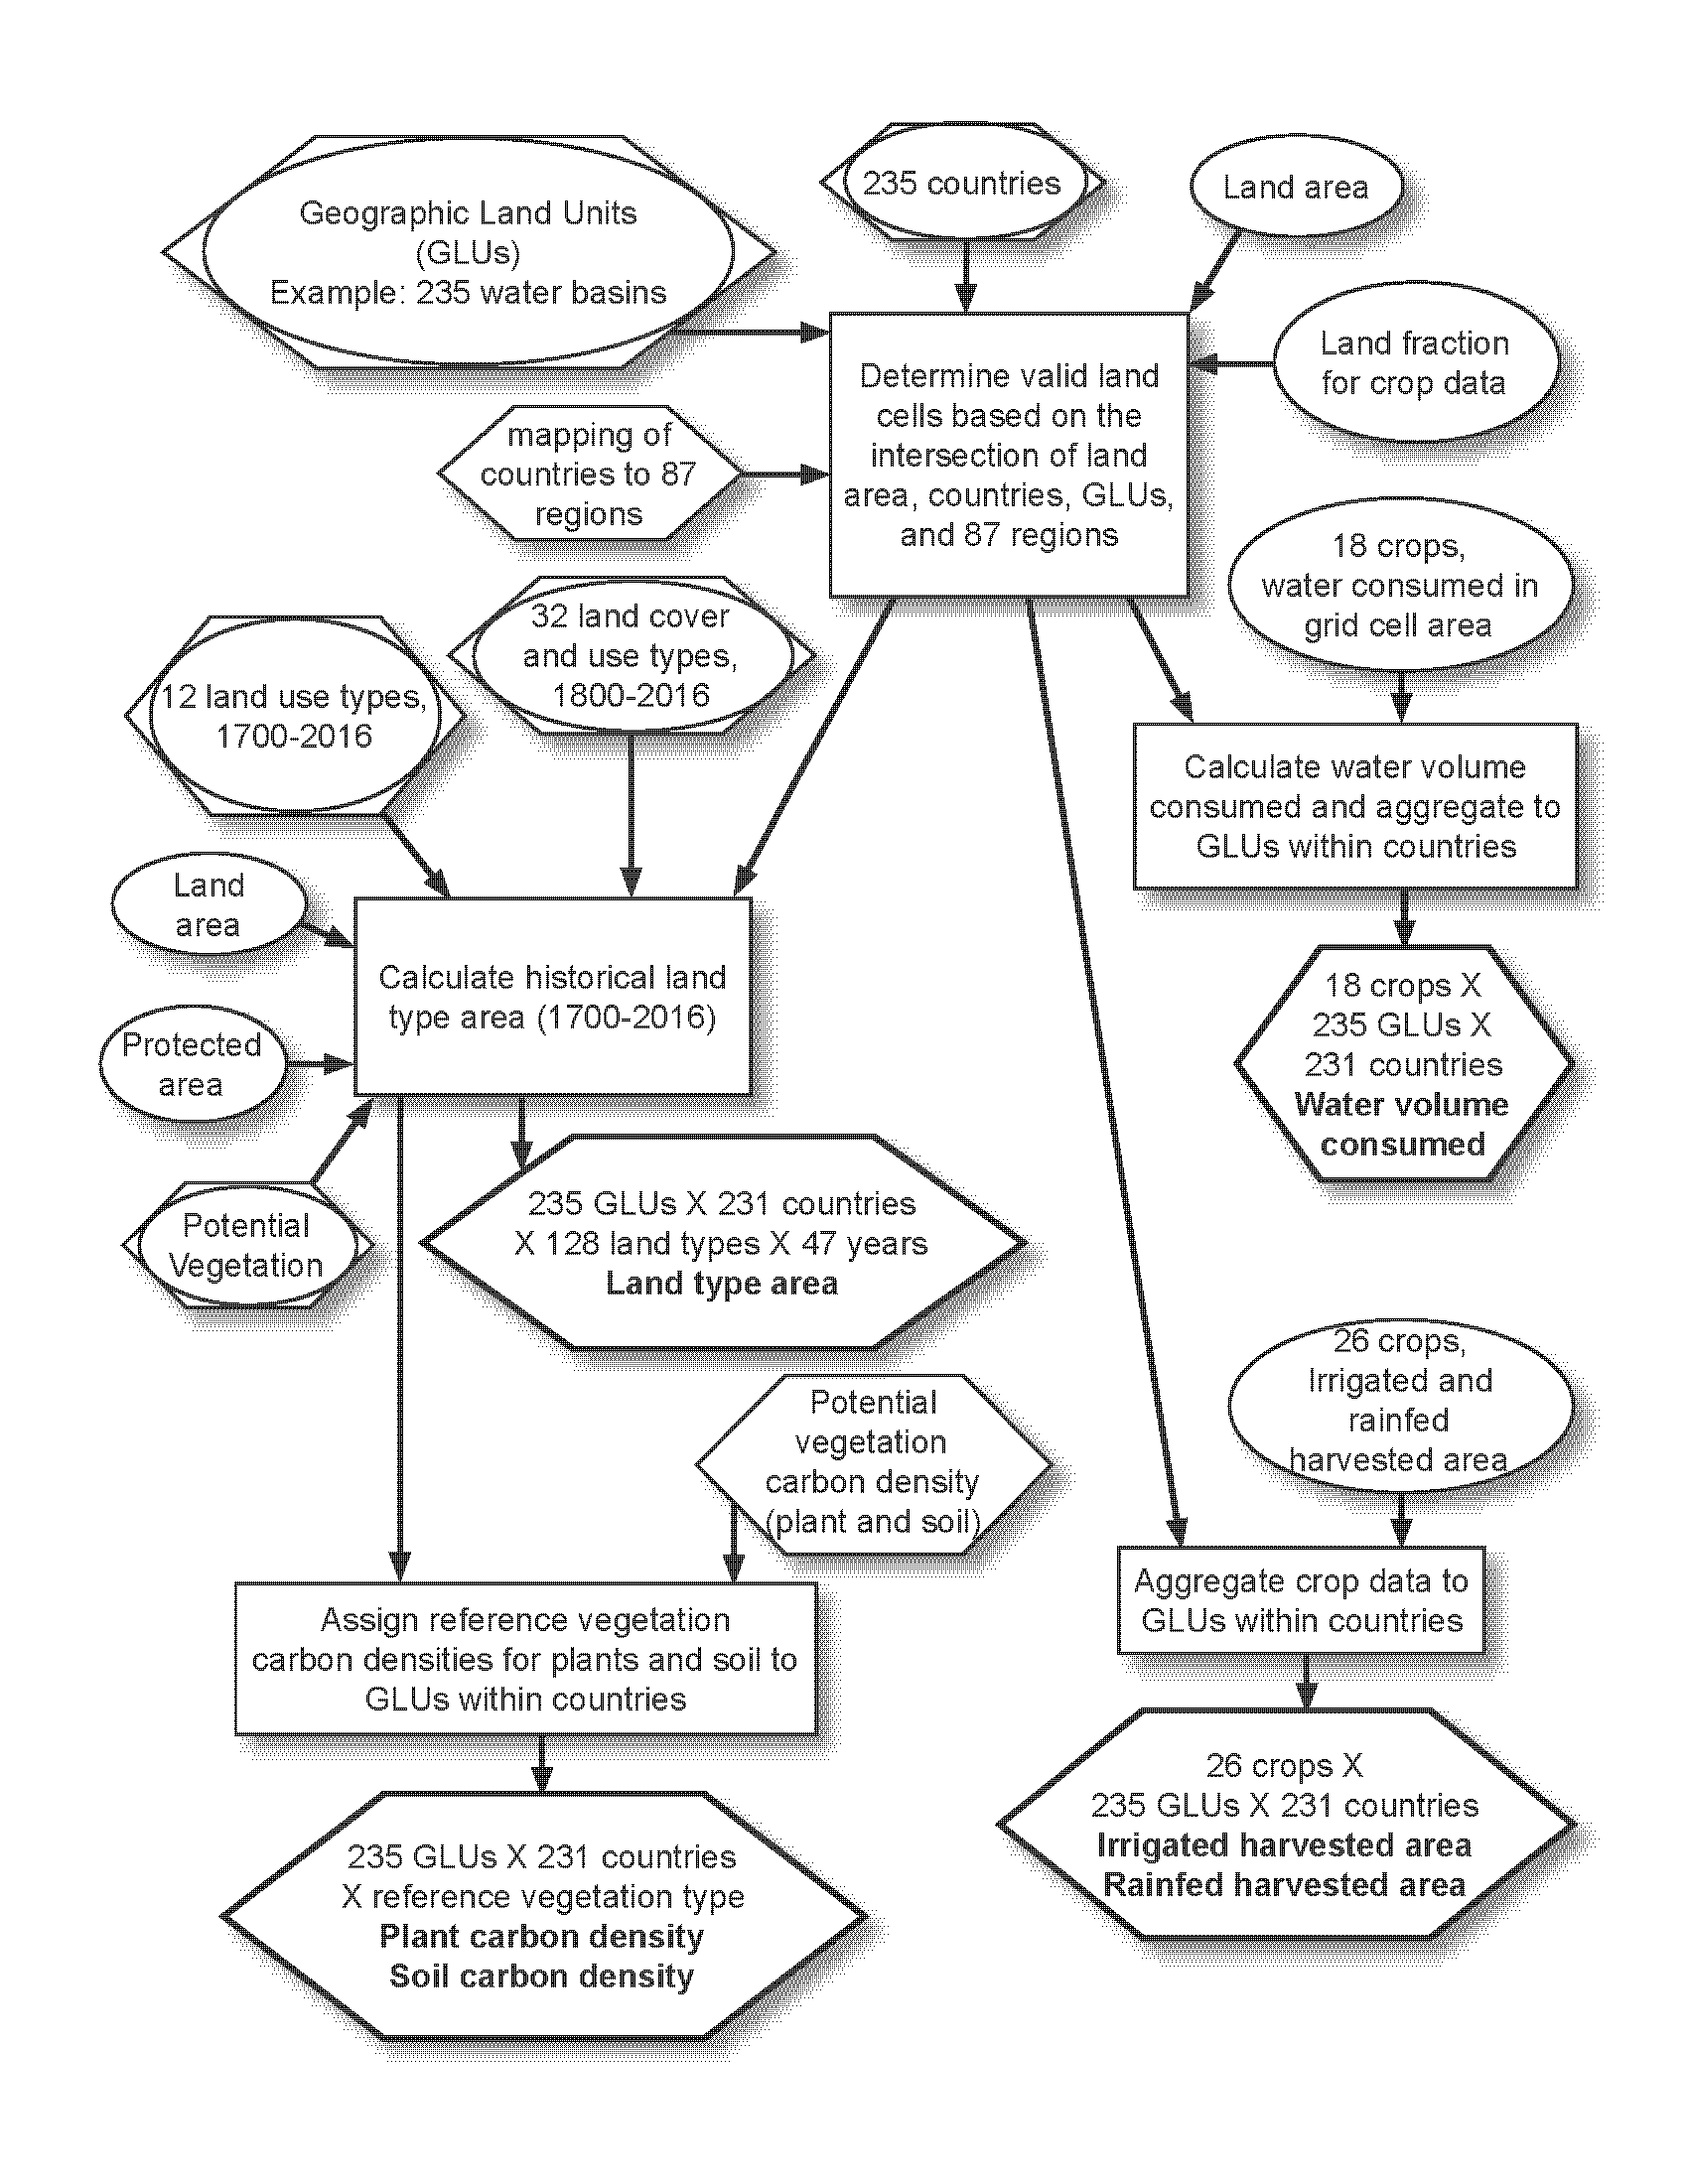 Geographic Land Units
(GLUs)
Example: 235 water basins
235 countries
Land area
Land fraction
for crop data
Determine valid land
cells based on the
intersection of land
area, countries, GLUs,
and 87 regions
mapping of
countries to 87
regions
18 crops,
water consumed in
grid cell area
32 land cover
and use types,
1800-2016
12 land use types,
1700-2016
Calculate water volume
consumed and aggregate to
GLUs within countries
Land
area
Calculate historical land
type area (1700-2016)
Protected
area
18 crops X
235 GLUs X
231 countries
Water volume
consumed
Potential
Vegetation
235 GLUs X 231 countries
X 128 land types X 47 years
Land type area
Potential
vegetation
carbon density
(plant and soil)
26 crops,
Irrigated and
rainfed
harvested area
Assign reference vegetation
carbon densities for plants and soil to
GLUs within countries
Aggregate crop data to
GLUs within countries
235 GLUs X 231 countries
X reference vegetation type
Plant carbon density
Soil carbon density
26 crops X
235 GLUs X 231 countries
Irrigated harvested area
Rainfed harvested area